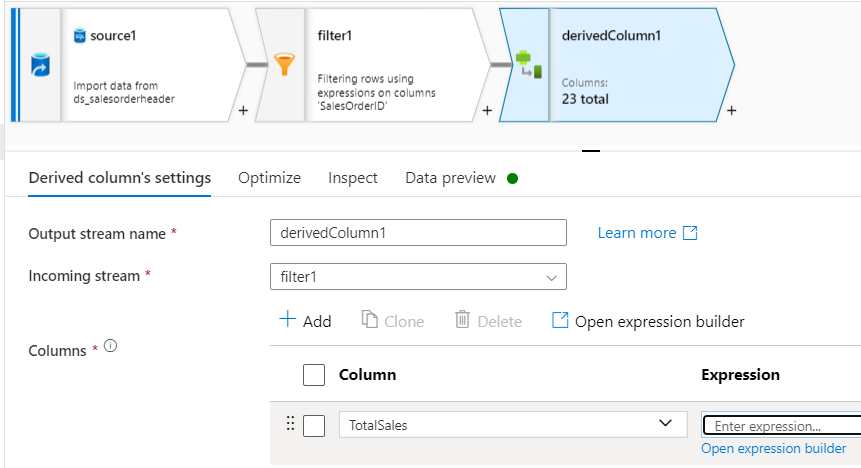 source1
Import data from
ds_salesorderheader
+
filter1
Filtering rows using
expressions on columns
'SalesOrderID'
+
derivedColumn1
Columns:
23 total
+
Derived column's settings Optimize Inspect Data preview
Output stream name * derivedColumn1 Learn more
Incoming stream * filter1
+ Add Clone Delete Open expression builder
Columns *
Column Expression
TotalSales Enter expression...
Open expression builder